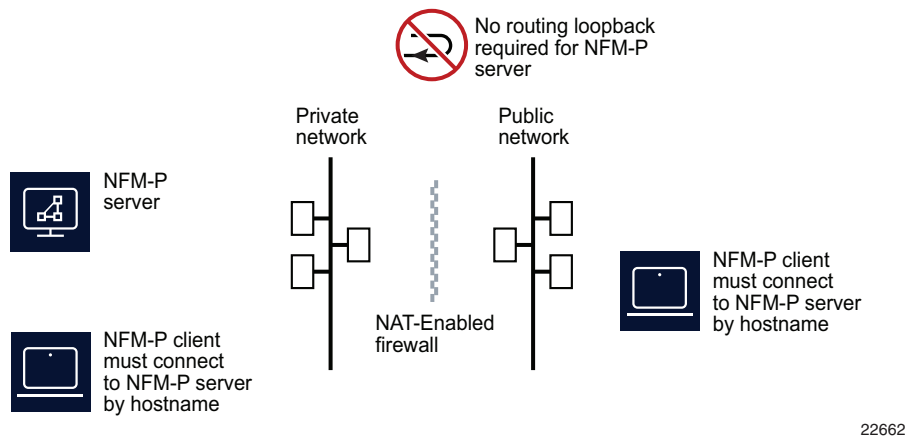 No routing loopback
required for NFM-P
server
Private
network
Public
network
NFM-P
server
NFM-P client
must connect
to NFM-P server
by hostname
NAT-Enabled
firewall
NFM-P client
must connect
to NFM-P server
by hostname
22662